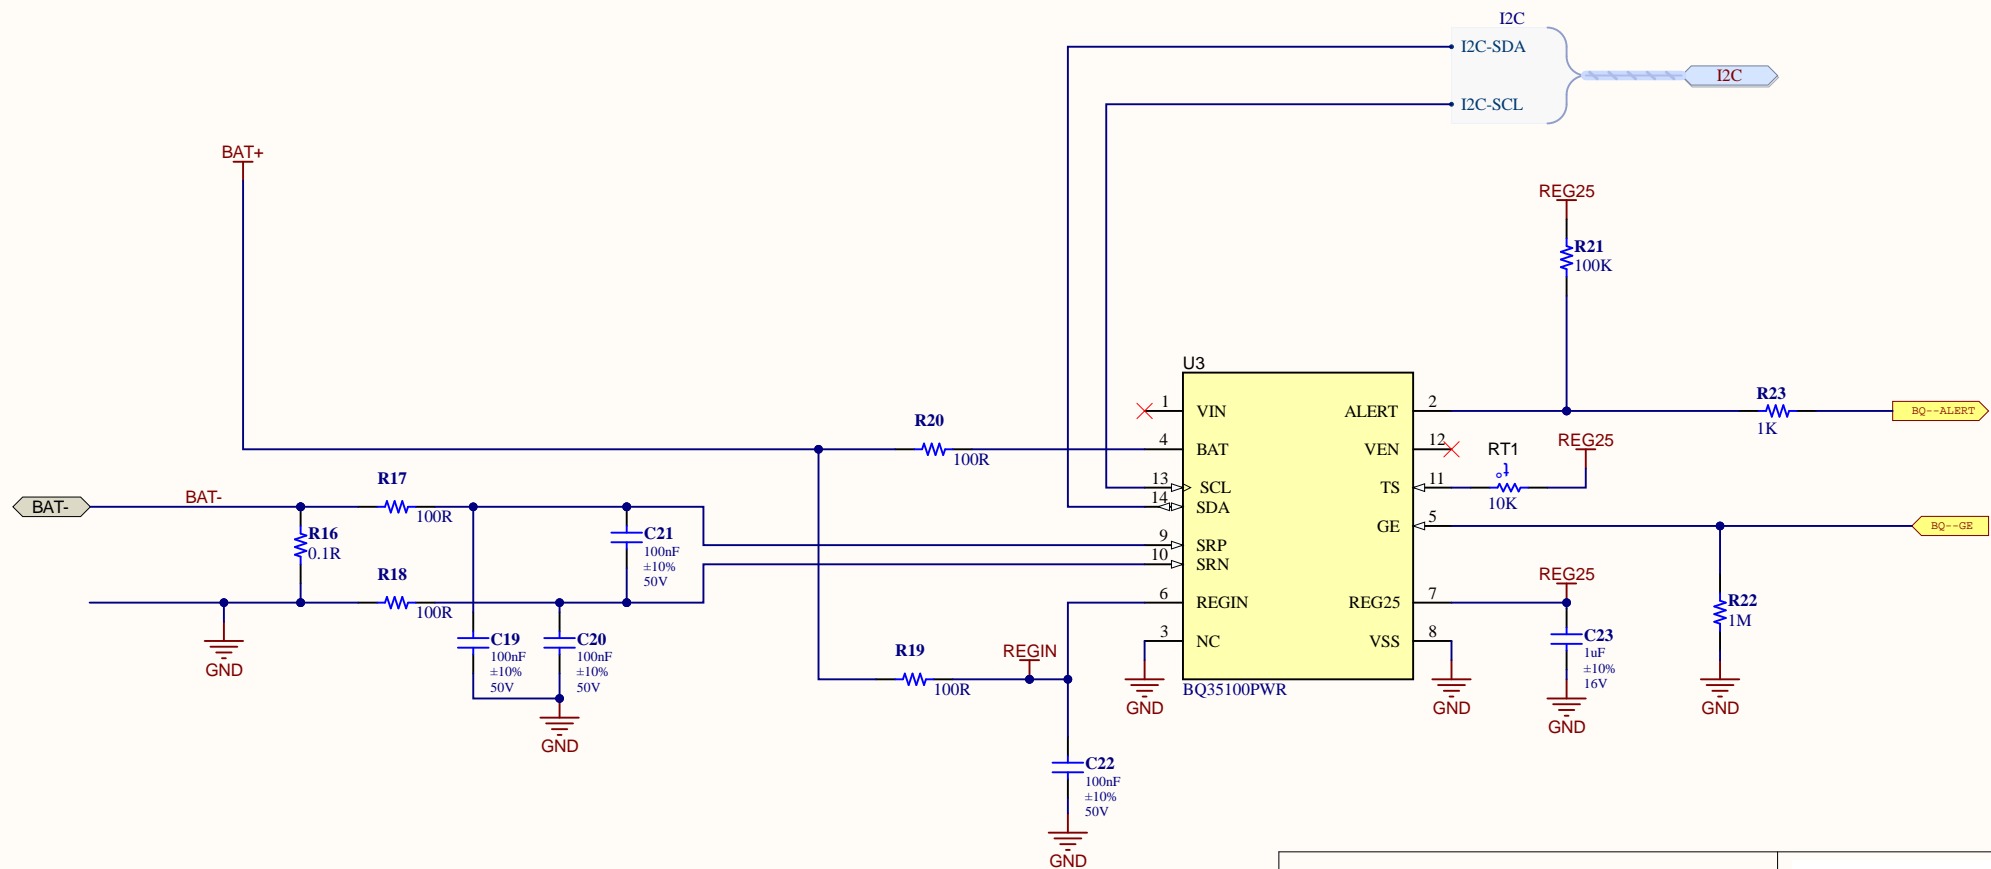 I2C
I2C-SDA
I2C
I2C-SCL
BAT+
REG25
R21
100K
U3
R23
1
VIN
ALERT
2
BQ--ALERT
1K
R20
4
BAT
VEN
12
RT1
REG25
100R
R17
13
SCL
TS
11
10K
BAT-
BAT-
100R
14
SDA
GE
5
BQ--GE
R16
0.1R
C21
100nF
±10%
50V
9
SRP
10
SRN
R18
100R
REG25
6
REGIN
REG25
7
R22
1M
3
NC
VSS
8
C19
100nF
±10%
50V
C20
100nF
±10%
50V
C23
1uF
±10%
16V
GND
R19
REGIN
100R
BQ35100PWR
GND
GND
GND
GND
GND
C22
100nF
±10%
50V
GND